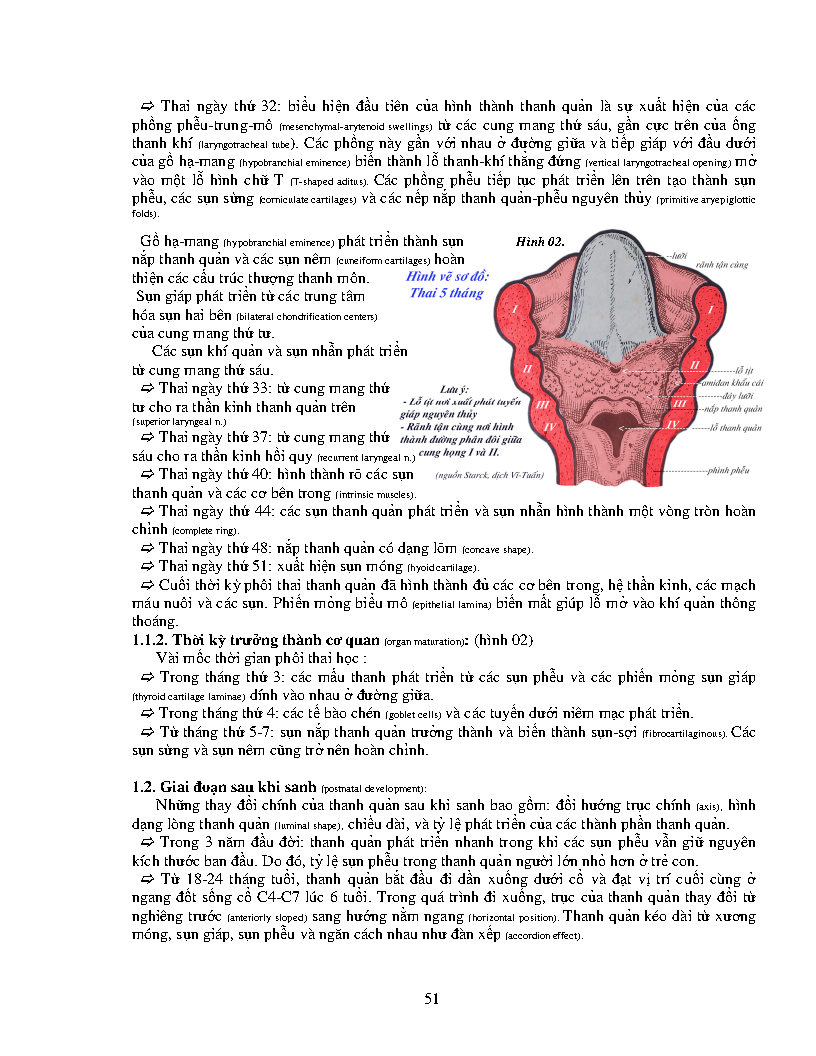 ➯ Thai ngày thứ 32: biểu hiện đầu tiên của hình thành thanh quản là sự xuất hiện của các
phồng phễu-trung-mô (mesenchymal-arytenoid swellings) từ các cung mang thứ sáu, gần cực trên của ống
thanh khí (laryngotracheal tube). Các phồng này gần với nhau ở đường giữa và tiếp giáp với đầu dưới
của gồ hạ-mang (hypobranchial eminence) biến thành lỗ thanh-khí thẳng đứng (vertical laryngotracheal opening) mở
vào một lỗ hình chữ T (T-shaped aditus). Các phồng phễu tiếp tục phát triển lên trên tạo thành sụn
phễu, các sụn sừng (corniculate cartilages) và các nếp nắp thanh quản-phễu nguyên thủy (primitive aryepiglottic
folds).
Gồ hạ-mang (hypobranchial eminence) phát triển thành sụn
nắp thanh quản và các sụn nêm (cuneiform cartilages) hoàn
thiện các cấu trúc thượng thanh môn.
Sụn giáp phát triển từ các trung tâm
hóa sụn hai bên (bilateral chondrification centers)
của cung mang thứ tư.
Các sụn khí quản và sụn nhẫn phát triển
từ cung mang thứ sáu.
➯ Thai ngày thứ 33: từ cung mang thứ
tư cho ra thần kinh thanh quản trên
(superior laryngeal n.)
➯ Thai ngày thứ 37: từ cung mang thứ
sáu cho ra thần kinh hồi quy (recurrent laryngeal n.)
➯ Thai ngày thứ 40: hình thành rõ các sụn
thanh quản và các cơ bên trong (intrinsic muscles).
Hình 02.
Hình vẽ sơ đồ:
Thai 5 tháng
lưỡi
rãnh tận cùng
I
I
II
II
III
III
IV
IV
lỗ tịt
amiđan khẩu cái
đáy lưỡi
nắp thanh quản
lỗ thanh quản
phình phễu
Lưu ý:
- Lỗ tịt nơi xuất phát tuyến
giáp nguyên thủy
- Rãnh tận cùng nơi hình
thành đường phân đôi giữa
cung họng I và II.
(nguồn Starck, dịch Vi-Tuấn)
➯ Thai ngày thứ 44: các sụn thanh quản phát triển và sụn nhẫn hình thành một vòng tròn hoàn
chỉnh (complete ring).
➯ Thai ngày thứ 48: nắp thanh quản có dạng lõm (concave shape).
➯ Thai ngày thứ 51: xuất hiện sụn móng (hyoid cartilage).
➯ Cuối thời kỳ phôi thai thanh quản đã hình thành đủ các cơ bên trong, hệ thần kinh, các mạch
máu nuôi và các sụn. Phiến mỏng biểu mô (epithelial lamina) biến mất giúp lỗ mở vào khí quản thông
thoáng.
1.1.2. Thời kỳ trưởng thành cơ quan (organ maturation): (hình 02)
Vài mốc thời gian phôi thai học :
➯ Trong tháng thứ 3: các mấu thanh phát triển từ các sụn phễu và các phiến mỏng sụn giáp
(thyroid cartilage laminae) dính vào nhau ở đường giữa.
➯ Trong tháng thứ 4: các tế bào chén (goblet cells) và các tuyến dưới niêm mạc phát triển.
➯ Từ tháng thứ 5-7: sụn nắp thanh quản trưởng thành và biến thành sụn-sợi (fibrocartilaginous). Các
sụn sừng và sụn nêm cũng trở nên hoàn chỉnh.
1.2. Giai đoạn sau khi sanh (postnatal development):
Những thay đổi chính của thanh quản sau khi sanh bao gồm: đổi hướng trục chính (axis), hình
dạng lòng thanh quản (luminal shape), chiều dài, và tỷ lệ phát triển của các thành phần thanh quản.
➯ Trong 3 năm đầu đời: thanh quản phát triển nhanh trong khi các sụn phễu vẫn giữ nguyên
kích thước ban đầu. Do đó, tỷ lệ sụn phễu trong thanh quản người lớn nhỏ hơn ở trẻ con.
➯ Từ 18-24 tháng tuổi, thanh quản bắt đầu di dần xuống dưới cổ và đạt vị trí cuối cùng ở
ngang đốt sống cổ C4-C7 lúc 6 tuổi. Trong quá trình di xuống, trục của thanh quản thay đổi từ
nghiêng trước (anteriorly sloped) sang hướng nằm ngang (horizontal position). Thanh quản kéo dài từ xương
móng, sụn giáp, sụn phễu và ngăn cách nhau như đàn xếp (accordion effect).
51